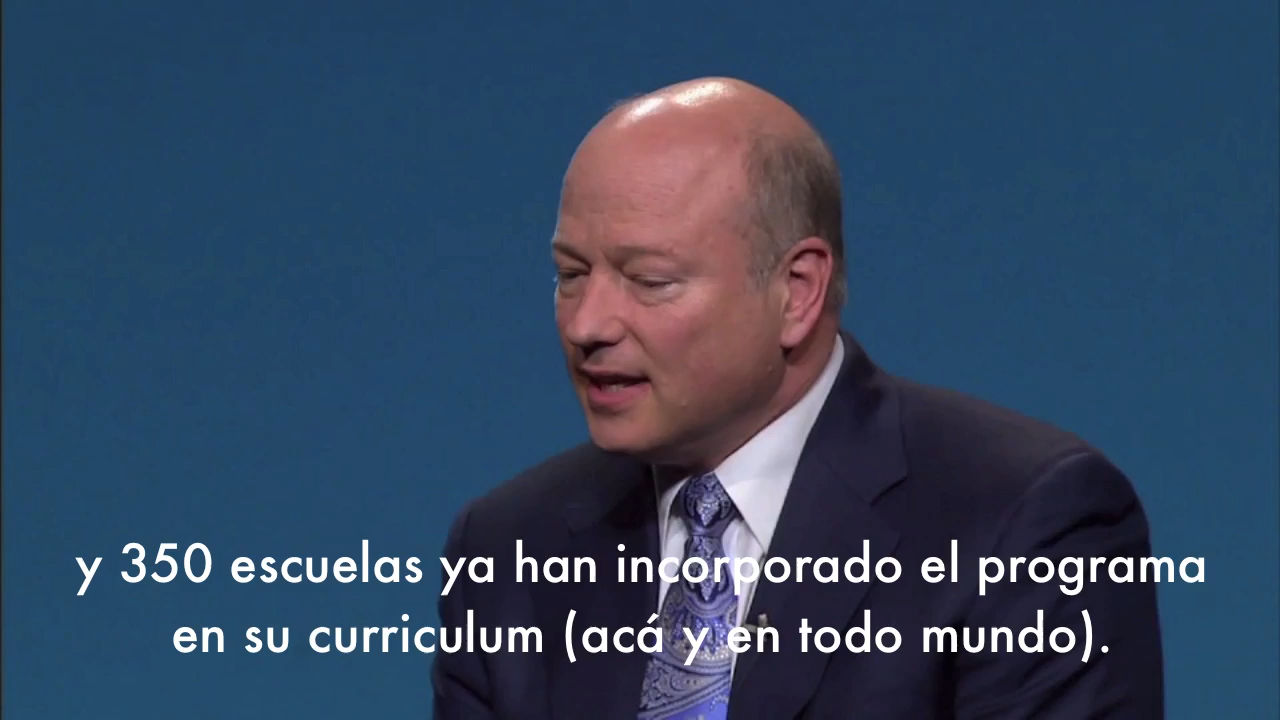 y 350 escuelas ya han incorporado el programa
en su curriculum (acá y en todo mundo).